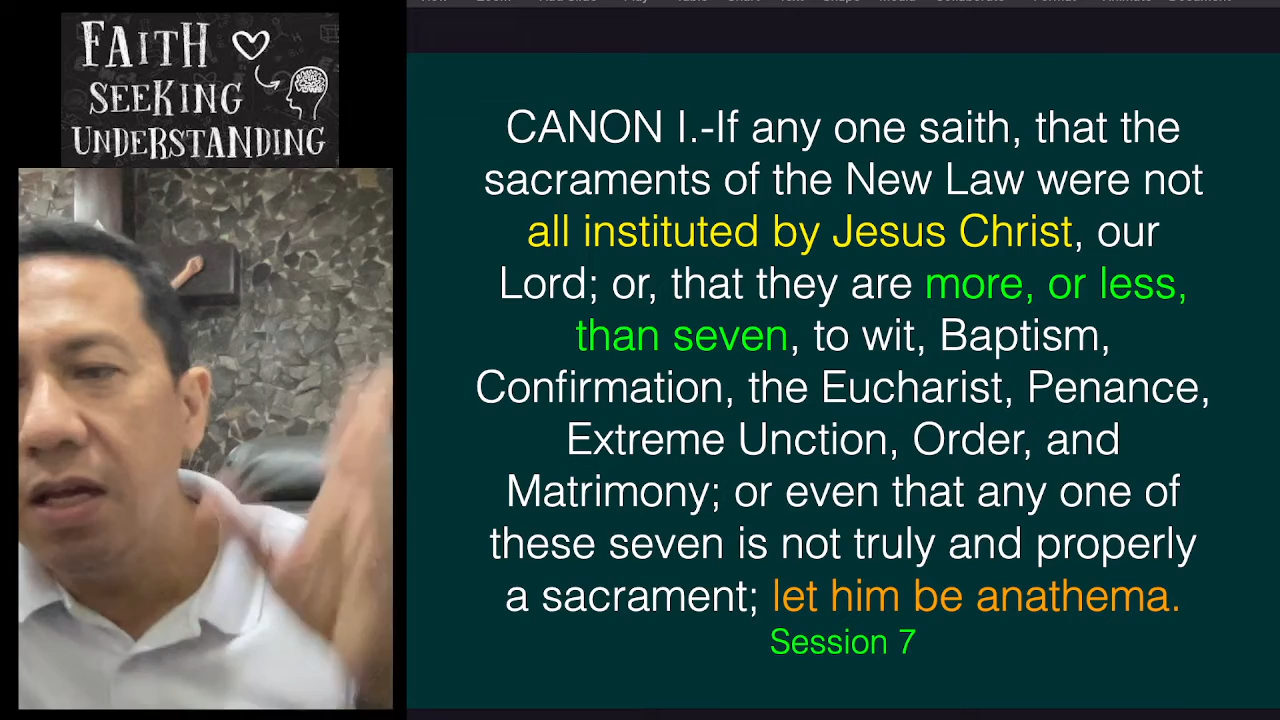 FAITH
SEEKING
UNDERSTANDING
CANON I.-If any one saith, that the
sacraments of the New Law were not
all instituted by Jesus Christ, our
Lord; or, that they are more, or less,
than seven, to wit, Baptism,
Confirmation, the Eucharist, Penance,
Extreme Unction, Order, and
Matrimony; or even that any one of
these seven is not truly and properly
a sacrament; let him be anathema.
Session 7